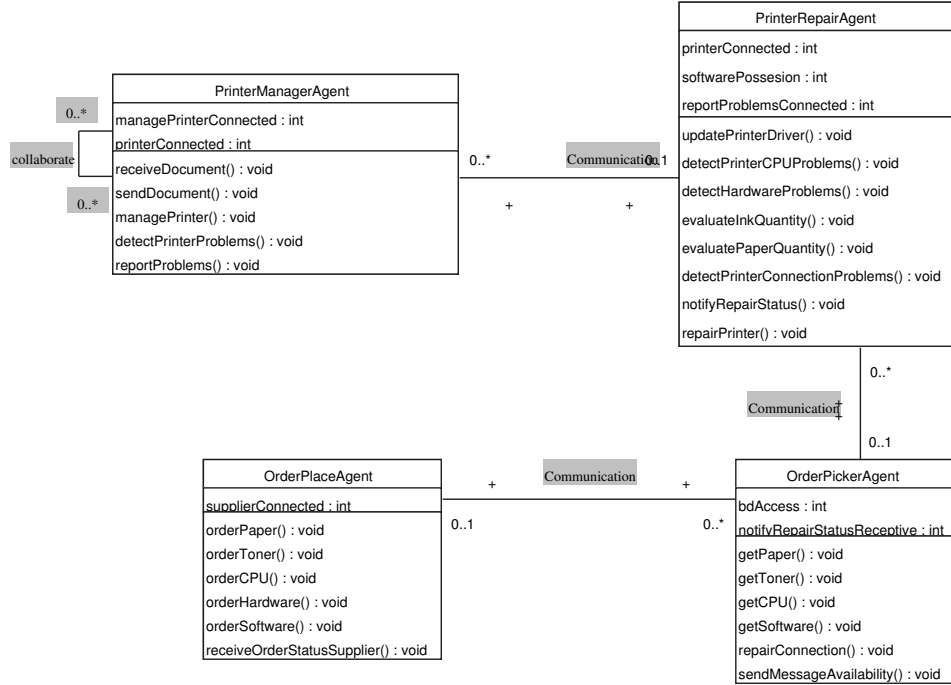 PrinterRepairAgent
printerConnected : int
softwarePossesion : int
reportProblemsConnected : int
updatePrinterDriver() : void
detectPrinterCPUProblems() : void
detectHardwareProblems() : void
evaluateInkQuantity() : void
evaluatePaperQuantity() : void
detectPrinterConnectionProblems() : void
notifyRepairStatus() : void
repairPrinter() : void
PrinterManagerAgent
managePrinterConnected : int
printerConnected : int
receiveDocument() : void
sendDocument() : void
managePrinter() : void
detectPrinterProblems() : void
reportProblems() : void
0..*
collaborate
0..*
0..*
Communication
0..1
+
+
0..*
Communication
+
+
0..1
OrderPlaceAgent
supplierConnected : int
orderPaper() : void
orderToner() : void
orderCPU() : void
orderHardware() : void
orderSoftware() : void
receiveOrderStatusSupplier() : void
+
Communication
+
0..1
0..*
OrderPickerAgent
bdAccess : int
notifyRepairStatusReceptive : int
getPaper() : void
getToner() : void
getCPU() : void
getSoftware() : void
repairConnection() : void
sendMessageAvailability() : void